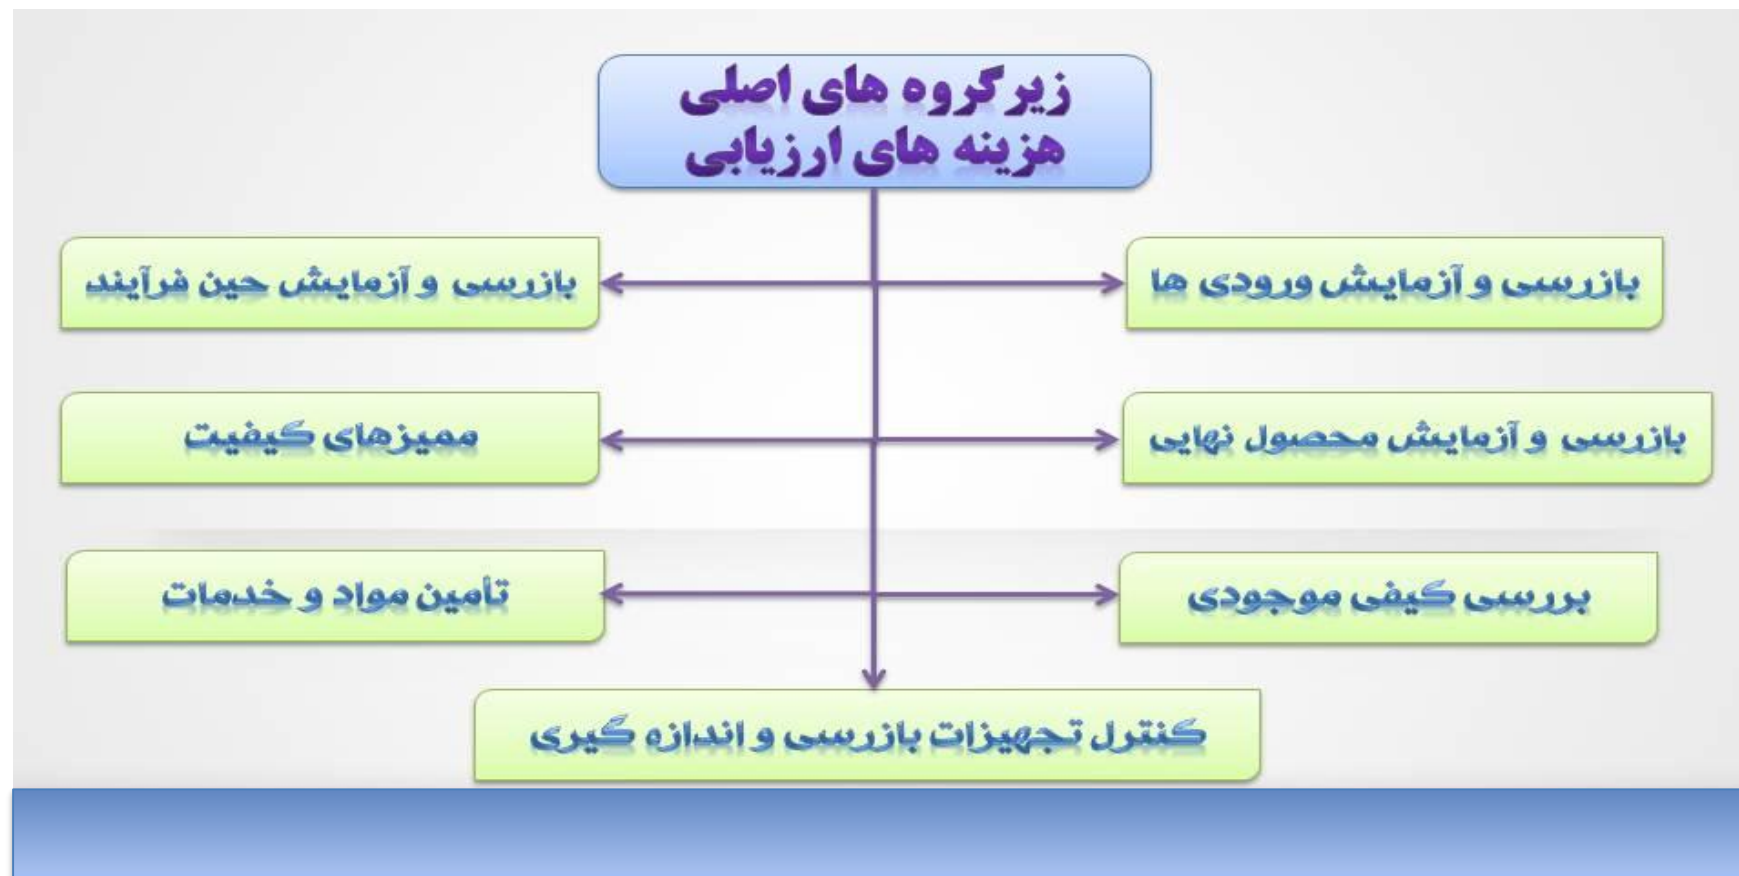 زیرگروه های اصلی
هزینه های ارزیابی
بازرسی و آزمایش ورودی ها
بازرسی و آزمایش حین فرآیند
بازرسی و آزمایش محصول نهایی
ممیزهای کیفیت
بررسی کیفی موجودی
تأمین مواد و خدمات
کنترل تجهیزات بازرسی و اندازه گیری